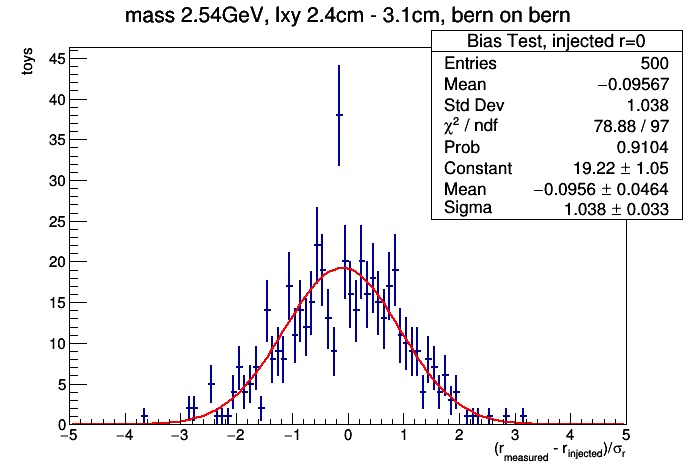 mass 2.54GeV, lxy 2.4cm - 3.1cm, bern on bern
toys
Bias Test, injected r=0
Entries 500
Mean −0.09567
Std Dev 1.038
χ² / ndf 78.88 / 97
Prob 0.9104
Constant 19.22 ± 1.05
Mean −0.0956 ± 0.0464
Sigma 1.038 ± 0.033
45
40
35
30
25
20
15
10
5
0
−5 −4 −3 −2 −1 0 1 2 3 4 5
(r_measured - r_injected)/σ_r